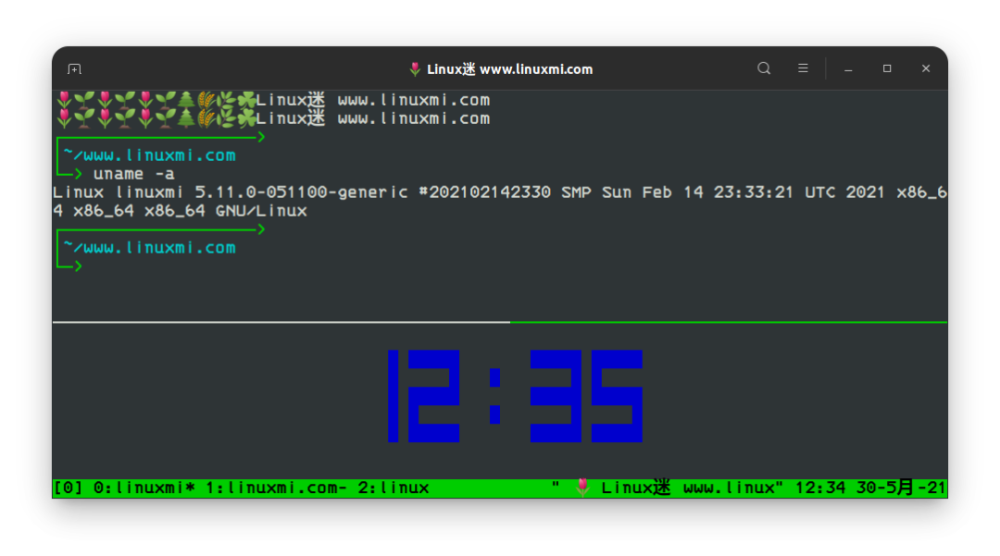 🌷 Linux迷 www.linuxmi.com
🌷🌱🌷🌱🌷🌱🌲🌾🌿☘Linux迷 www.linuxmi.com
🌷🌱🌷🌱🌷🌱🌲🌾🌿☘Linux迷 www.linuxmi.com
~/www.linuxmi.com
uname -a
Linux linuxmi 5.11.0-051100-generic #202102142330 SMP Sun Feb 14 23:33:21 UTC 2021 x86_6
4 x86_64 x86_64 GNU/Linux
~/www.linuxmi.com
12:35
[0] 0:linuxmi* 1:linuxmi.com- 2:linux " 🌷 Linux迷 www.linux" 12:34 30-5月-21